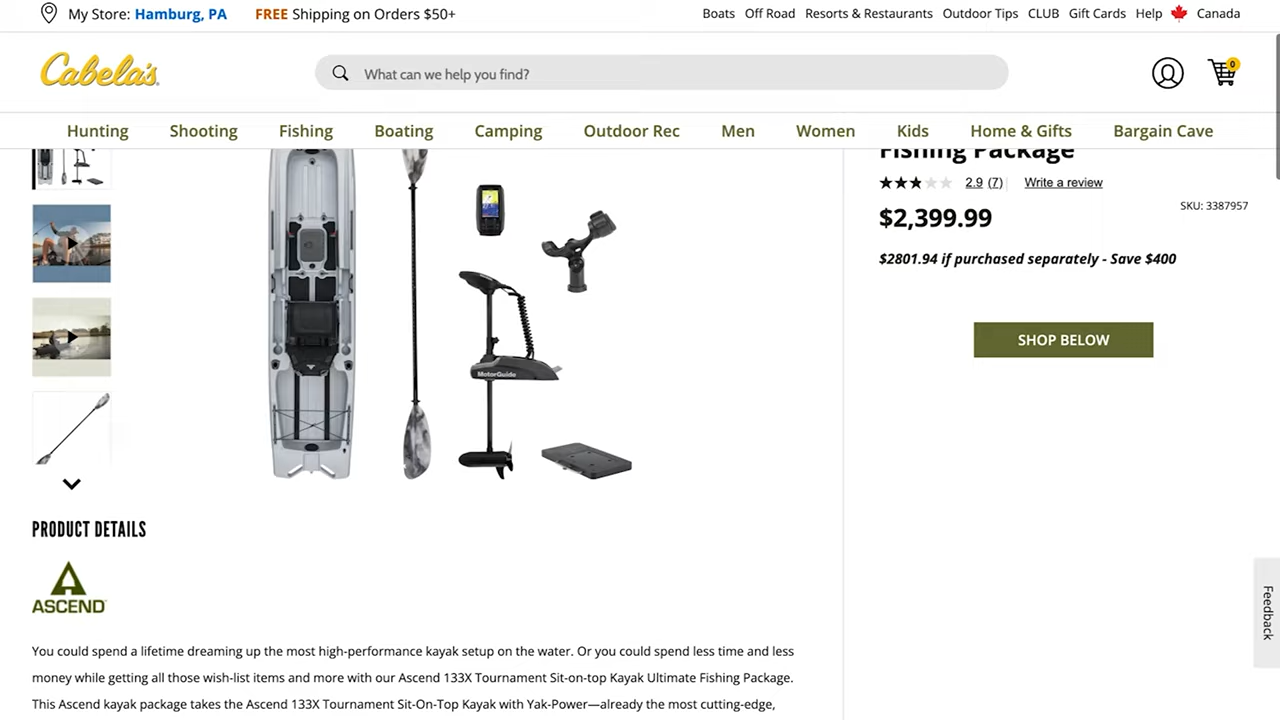 My Store: Hamburg, PA
FREE Shipping on Orders $50+
Boats Off Road Resorts & Restaurants Outdoor Tips CLUB Gift Cards Help Canada
Cabela's
What can we help you find?
0
Hunting Shooting Fishing Boating Camping Outdoor Rec Men Women Kids Home & Gifts Bargain Cave
Fishing Package
2.9 (7) Write a review
SKU: 3387957
$2,399.99
$2801.94 if purchased separately - Save $400
SHOP BELOW
MotorGuide
PRODUCT DETAILS
ASCEND
Feedback
You could spend a lifetime dreaming up the most high-performance kayak setup on the water. Or you could spend less time and less
money while getting all those wish-list items and more with our Ascend 133X Tournament Sit-on-top Kayak Ultimate Fishing Package.
This Ascend kayak package takes the Ascend 133X Tournament Sit-On-Top Kayak with Yak-Power—already the most cutting-edge,